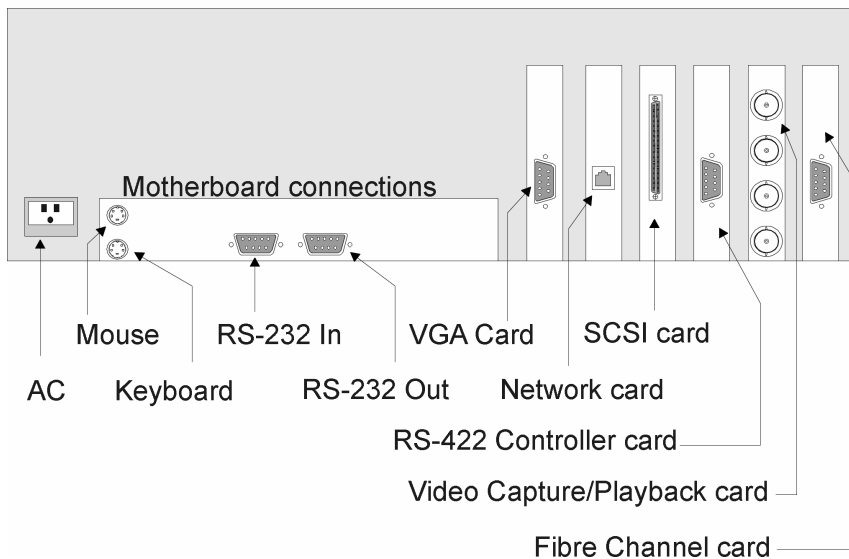 Motherboard connections
Mouse
RS-232 In
VGA Card
SCSI card
AC
Keyboard
RS-232 Out
Network card
RS-422 Controller card
Video Capture/Playback card
Fibre Channel card